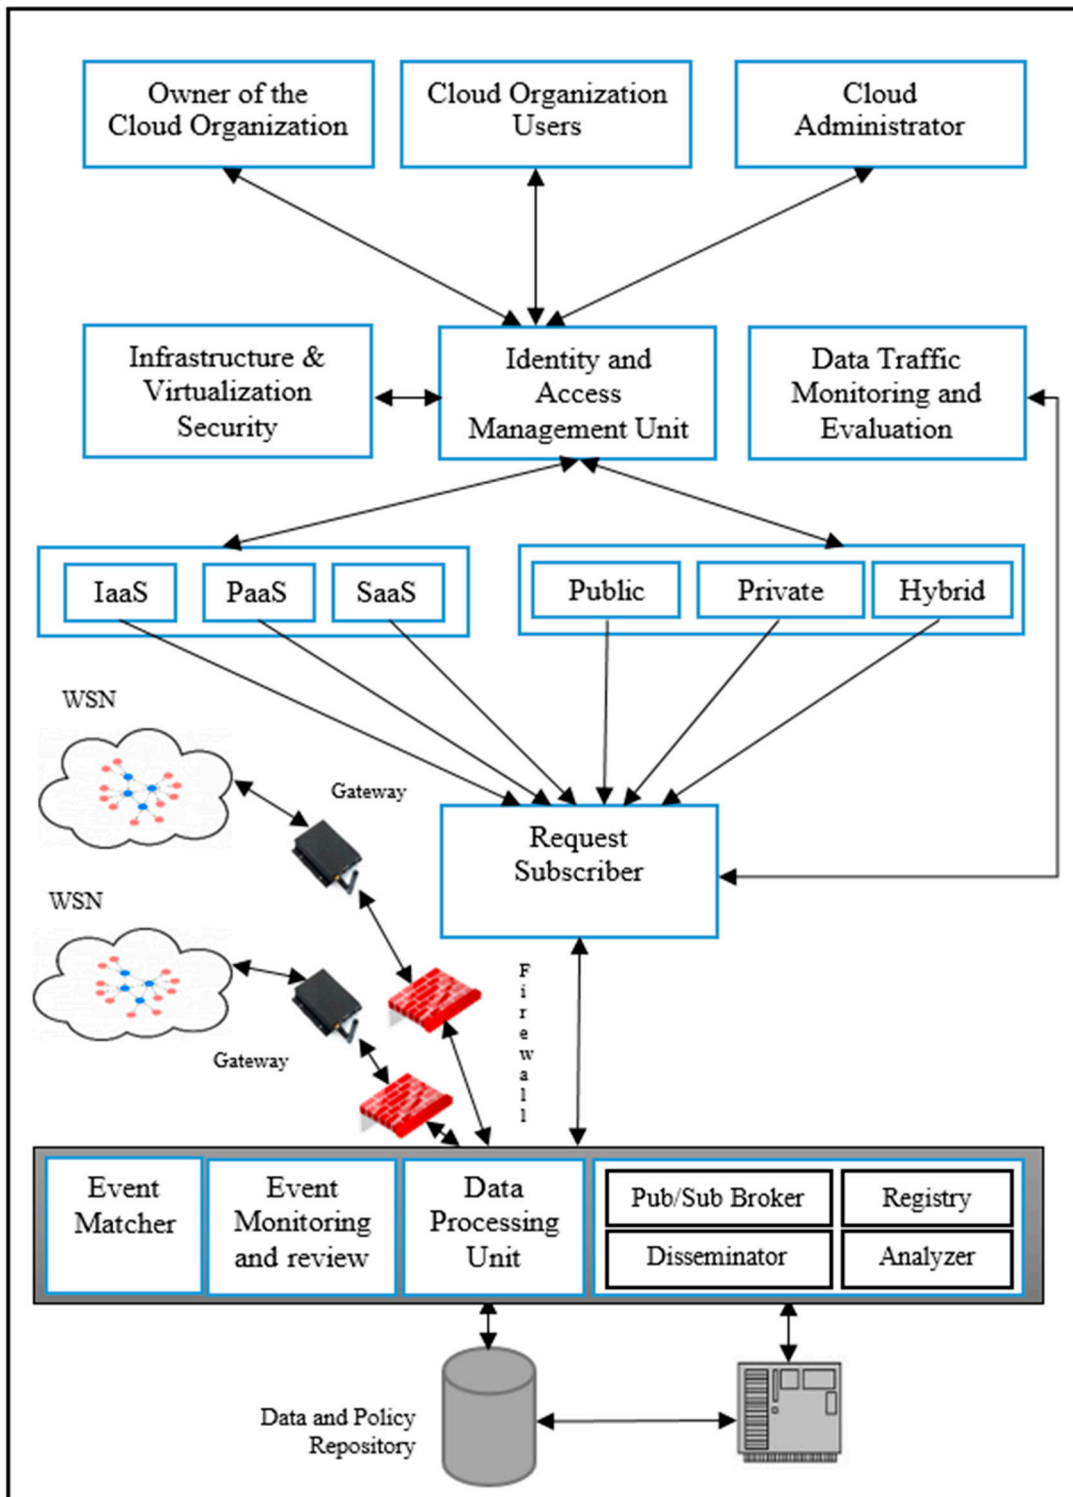 Owner of the
Cloud Organization
Cloud Organization
Users
Cloud
Administrator
Infrastructure &
Virtualization
Security
Identity and
Access
Management Unit
Data Traffic
Monitoring and
Evaluation
IaaS
PaaS
SaaS
Public
Private
Hybrid
WSN
Gateway
Request
Subscriber
WSN
Gateway
Firewall
Event
Matcher
Event
Monitoring
and review
Data
Processing
Unit
Pub/Sub Broker
Registry
Disseminator
Analyzer
Data and Policy
Repository